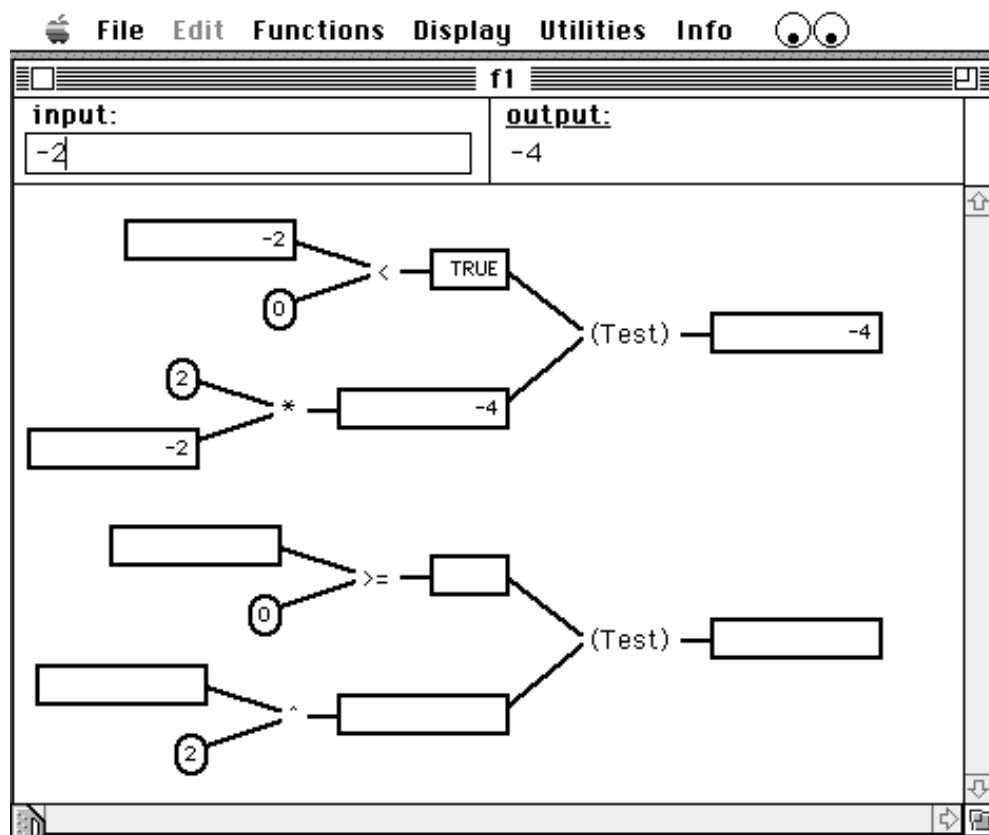 File Edit Functions Display Utilities Info
f1
input: output:
-2 -4
-2
< TRUE
0
(Test) -4
2
* -4
-2
>=
0
(Test)
^
2